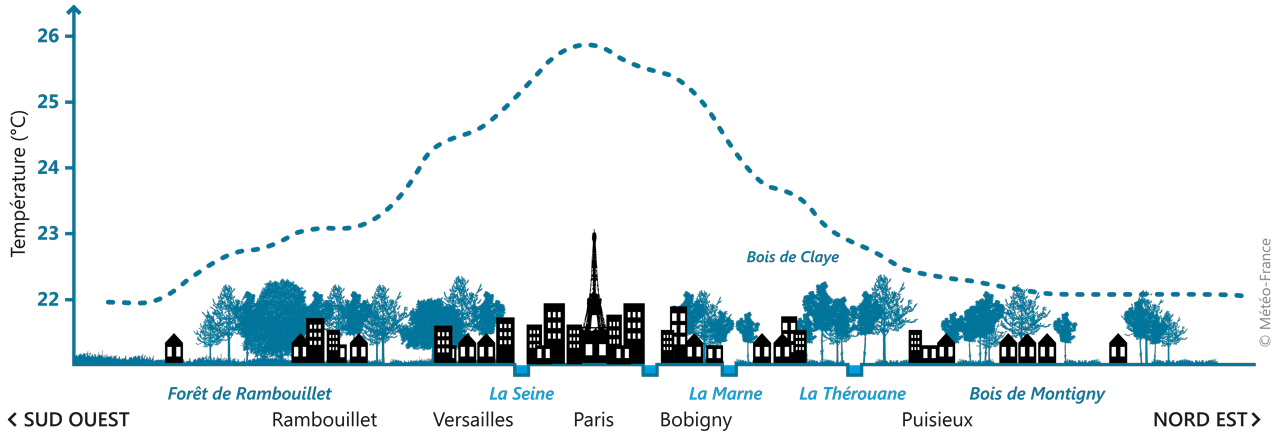 Température (°C)
26
25
24
23
22
Bois de Claye
© Météo-France
Forêt de Rambouillet
La Seine
La Marne
La Thérouane
Bois de Montigny
SUD OUEST
Rambouillet
Versailles
Paris
Bobigny
Puisieux
NORD EST